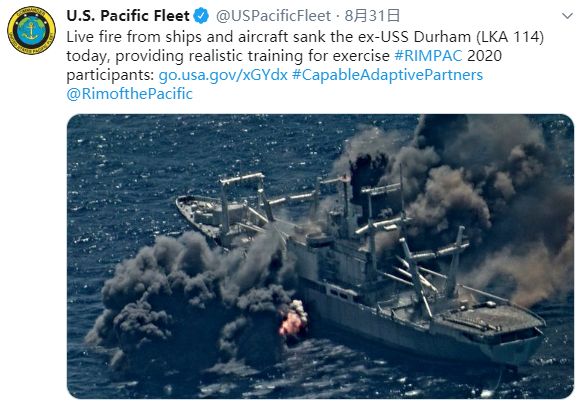 U.S. Pacific Fleet @USPacificFleet · 8月31日
Live fire from ships and aircraft sank the ex-USS Durham (LKA 114)
today, providing realistic training for exercise #RIMPAC 2020
participants: go.usa.gov/xGYdx #CapableAdaptivePartners
@RimofthePacific